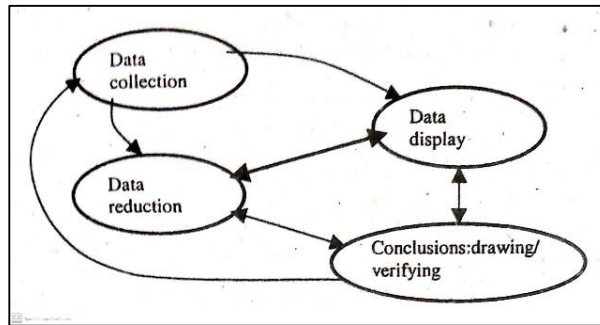 Data
collection
Data
display
Data
reduction
Conclusions:drawing/
verifying